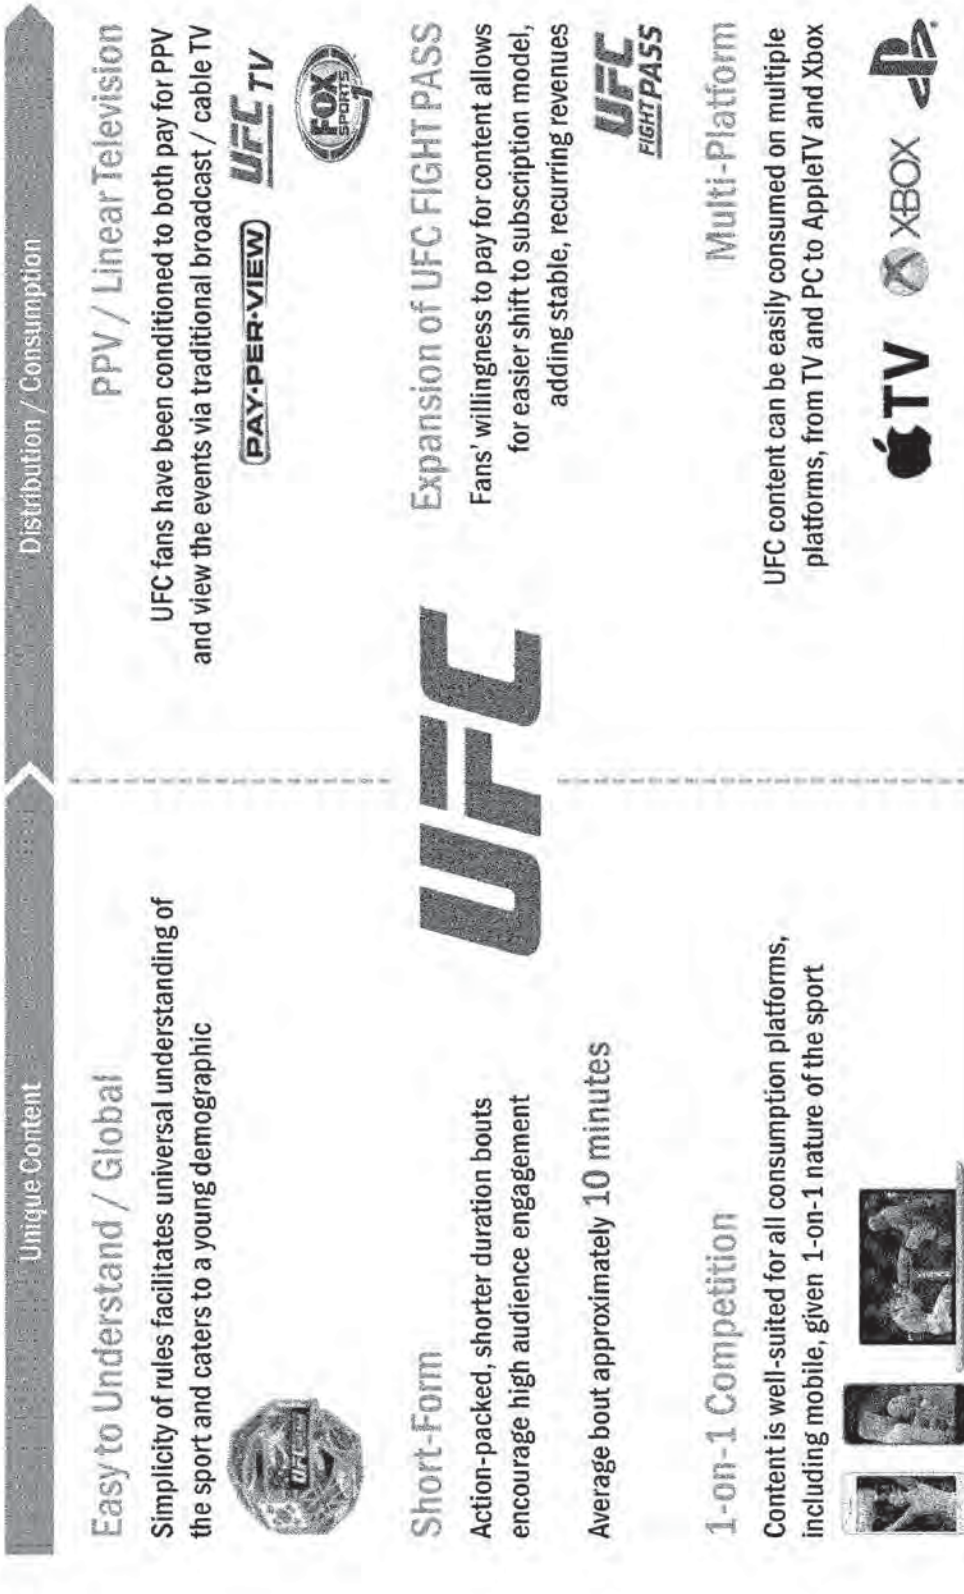 Unique Content
Distribution / Consumption
Easy to Understand / Global
Simplicity of rules facilitates universal understanding of
the sport and caters to a young demographic
UFC
Short-Form
Action-packed, shorter duration bouts
encourage high audience engagement
Average bout approximately 10 minutes
1-on-1 Competition
Content is well-suited for all consumption platforms,
including mobile, given 1-on-1 nature of the sport
UFC
PPV / Linear Television
UFC fans have been conditioned to both pay for PPV
and view the events via traditional broadcast / cable TV
PAY·PER·VIEW
UFC TV
FOX
SPORTS
1
Expansion of UFC FIGHT PASS
Fans' willingness to pay for content allows
for easier shift to subscription model,
adding stable, recurring revenues
UFC
FIGHT PASS
Multi-Platform
UFC content can be easily consumed on multiple
platforms, from TV and PC to AppleTV and Xbox
TV
XBOX